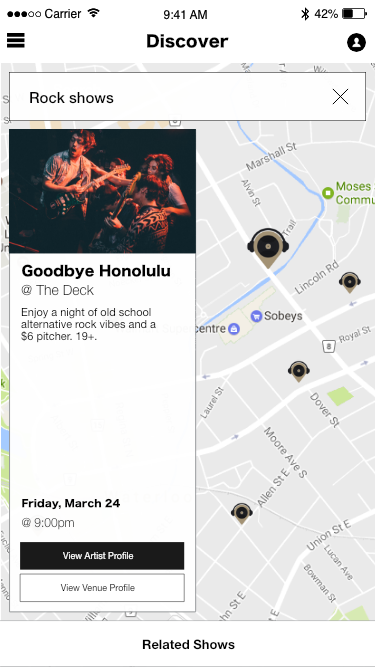 Carrier 9:41 AM 42%
Discover
Rock shows
Marshall St
Moses
Commu
Alvin St
Trail
Goodbye Honolulu
@ The Deck
Lincoln Rd
Enjoy a night of old school
alternative rock vibes and a
$6 pitcher. 19+.
Sobeys
centre
Royal St
8
Laurel St
Dover St
Moore Ave S
Allen St E
Friday, March 24
@ 9:00pm
Union St E
View Artist Profile
Lucan Ave
View Venue Profile
Bowman St
hn St E
Related Shows